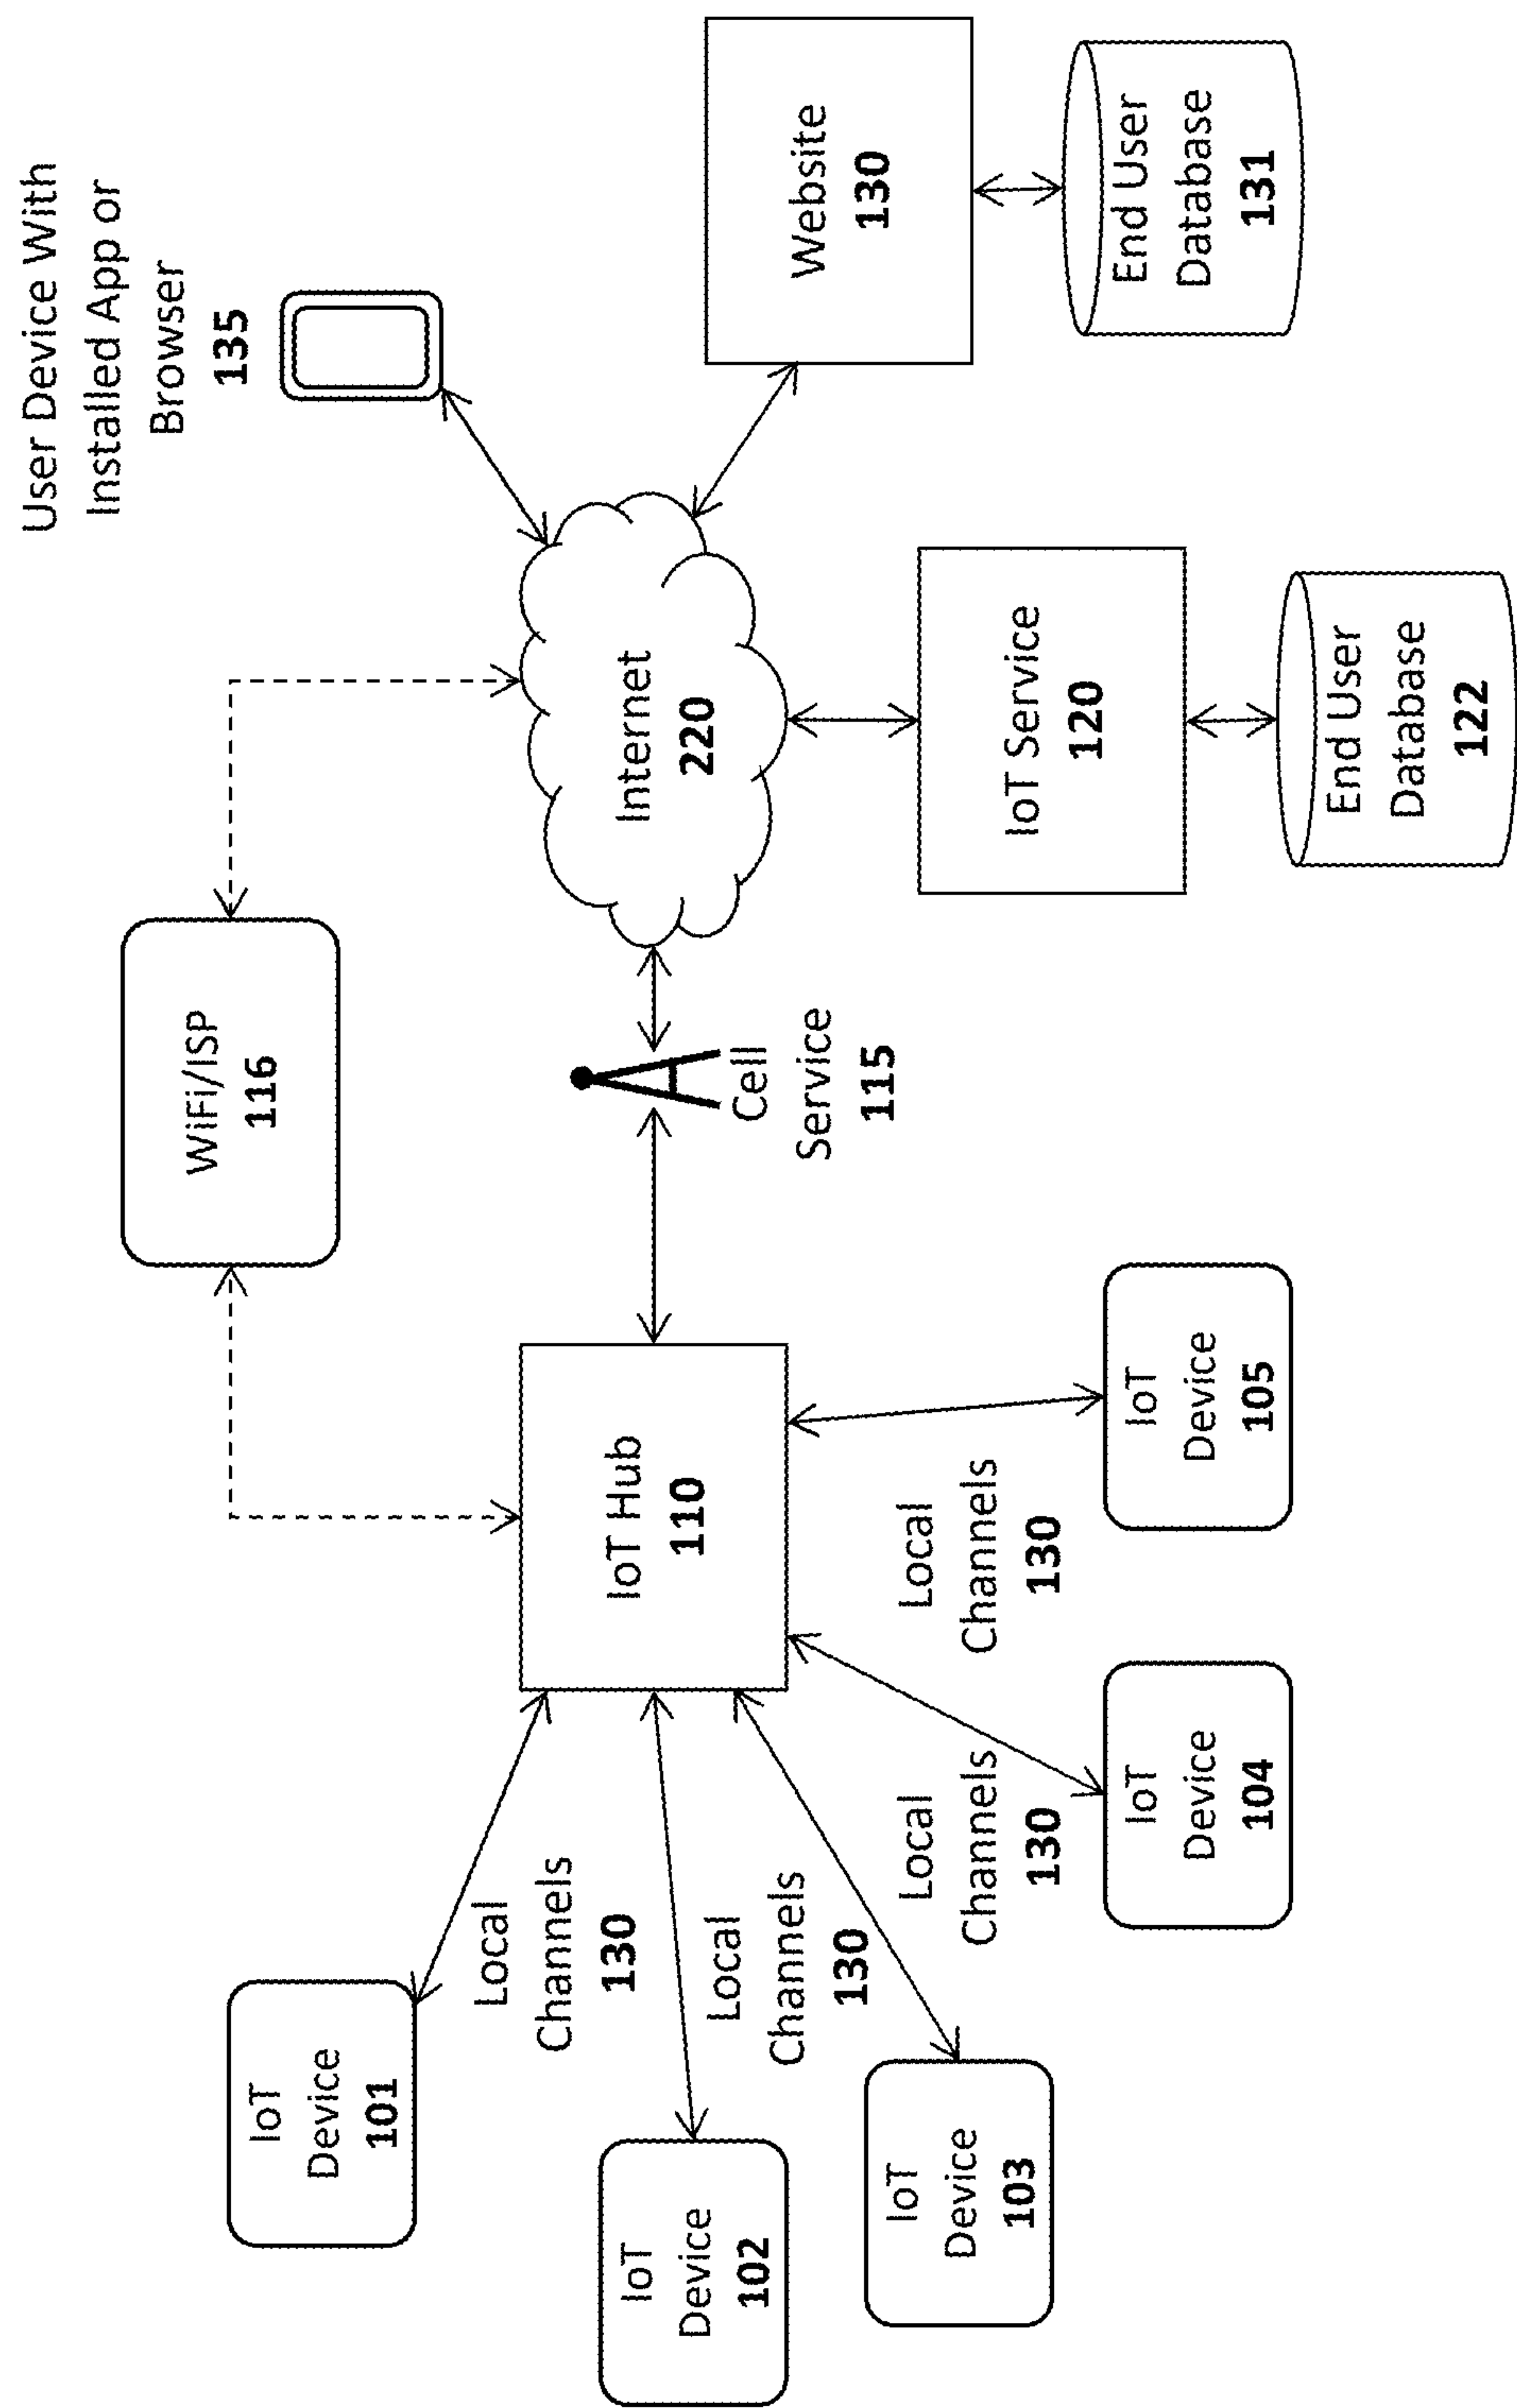 User Device With
Installed App or
Browser
135
WiFi/ISP
116
Internet
220
Website
130
End User
Database
131
Cell
Service
115
IoT Service
120
End User
Database
122
IoT Hub
110
IoT
Device
101
Local
Channels
130
IoT
Device
102
Local
Channels
130
IoT
Device
103
Local
Channels
130
IoT
Device
104
Local
Channels
130
IoT
Device
105